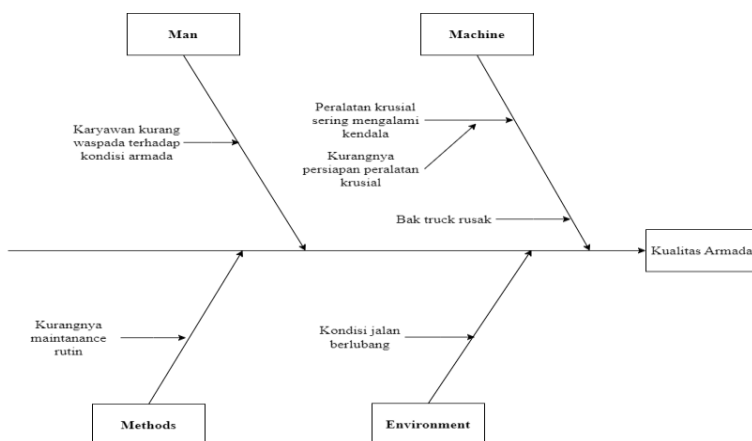 Man
Machine
Peralatan krusial
sering mengalami
kendala
Karyawan kurang
waspada terhadap
kondisi armada
Kurangnya
persiapan peralatan
krusial
Bak truck rusak
Kualitas Armada
Kurangnya
maintanance
rutin
Kondisi jalan
berlubang
Methods
Environment